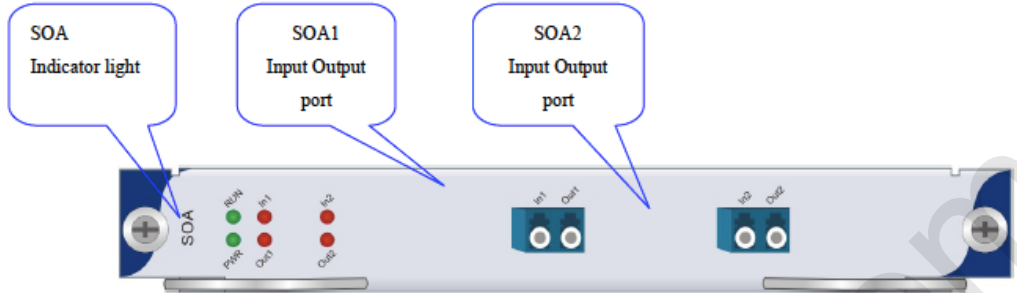 SOA
Indicator light
SOA1
Input Output
port
SOA2
Input Output
port
SOA
RUN
In1
In2
PWR
Out1
Out2
In1
Out1
In2
Out2